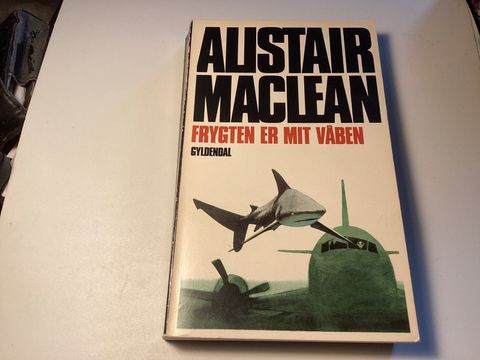 ALISTAIR
MACLEAN
FRYGTEN ER MIT VÅBEN
GYLDENDAL